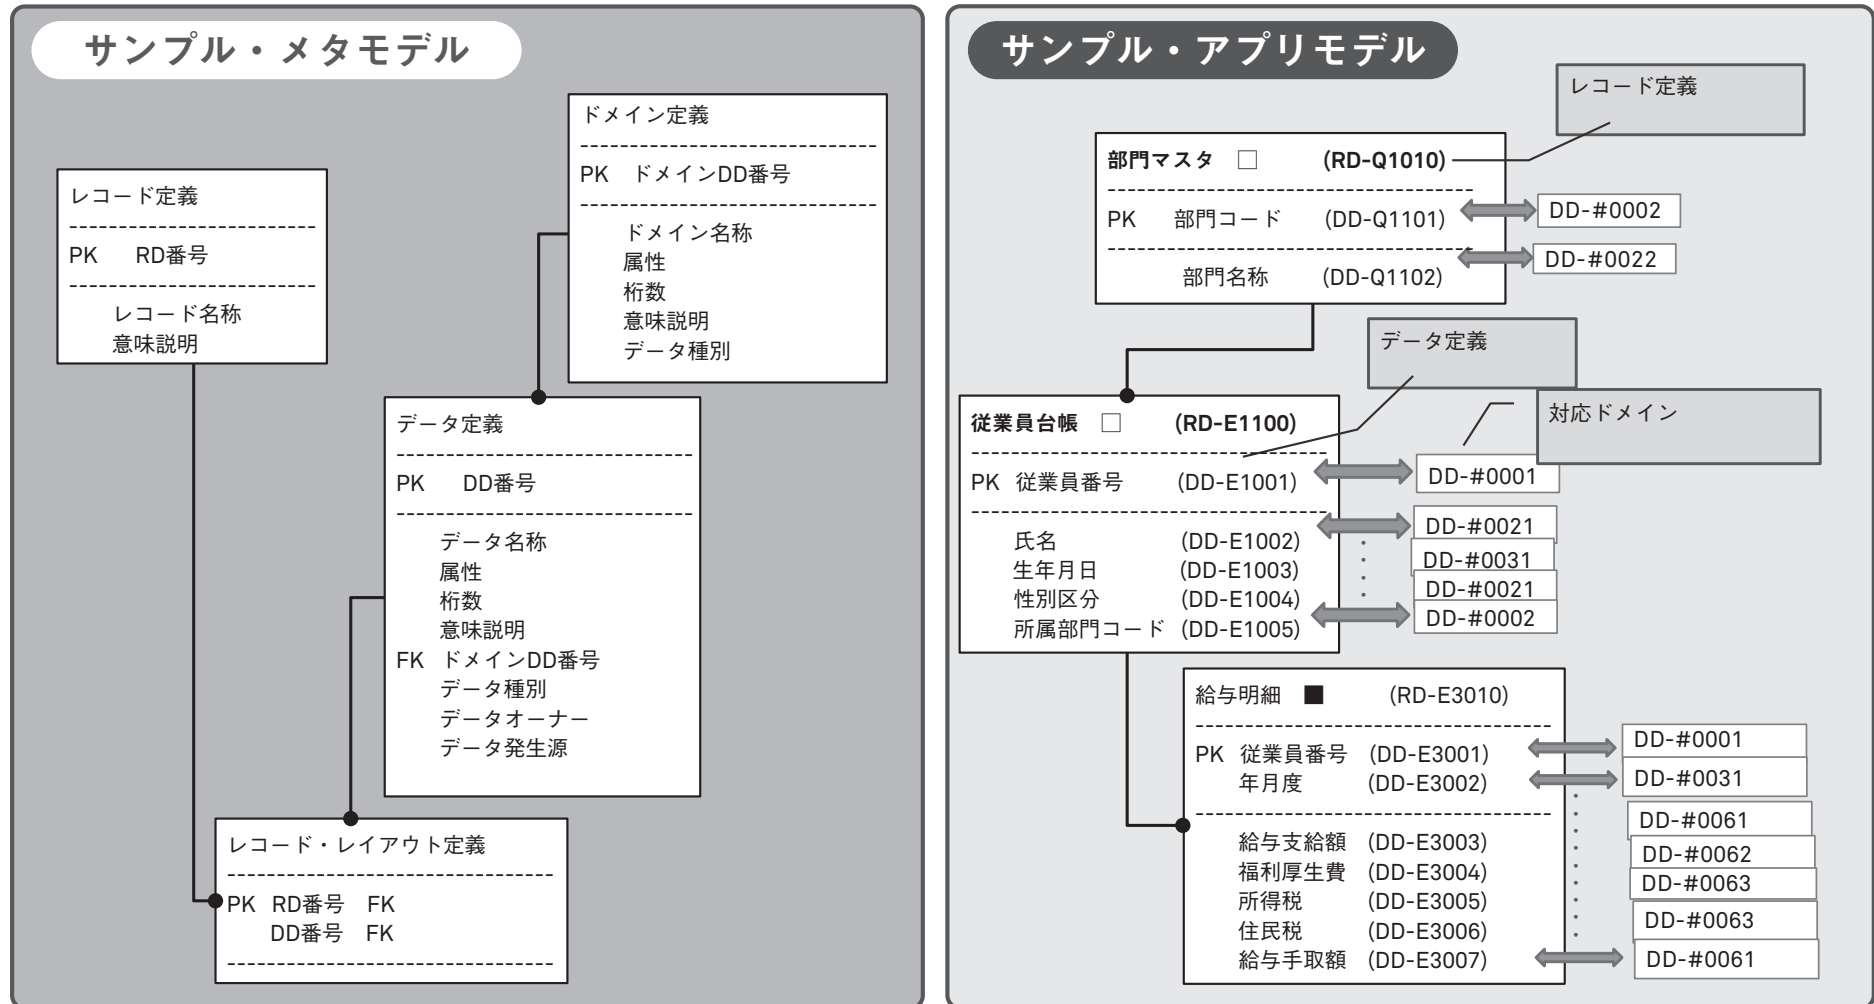 サンプル・メタモデル
レコード定義
PK RD番号
レコード名称
意味説明
ドメイン定義
PK ドメインDD番号
ドメイン名称
属性
桁数
意味説明
データ種別
データ定義
PK DD番号
データ名称
属性
桁数
意味説明
FK ドメインDD番号
データ種別
データオーナー
データ発生源
レコード・レイアウト定義
PK RD番号 FK
DD番号 FK
サンプル・アプリモデル
レコード定義
部門マスタ □ (RD-Q1010)
PK 部門コード (DD-Q1101)
DD-#0002
DD-#0022
部門名称 (DD-Q1102)
データ定義
対応ドメイン
従業員台帳 □ (RD-E1100)
PK 従業員番号 (DD-E1001)
DD-#0001
氏名 (DD-E1002)
生年月日 (DD-E1003)
性別区分 (DD-E1004)
所属部門コード (DD-E1005)
DD-#0021
DD-#0031
DD-#0021
DD-#0002
給与明細 ■ (RD-E3010)
PK 従業員番号 (DD-E3001)
年月度 (DD-E3002)
給与支給額 (DD-E3003)
福利厚生費 (DD-E3004)
所得税 (DD-E3005)
住民税 (DD-E3006)
給与手取額 (DD-E3007)
DD-#0001
DD-#0031
DD-#0061
DD-#0062
DD-#0063
DD-#0063
DD-#0061